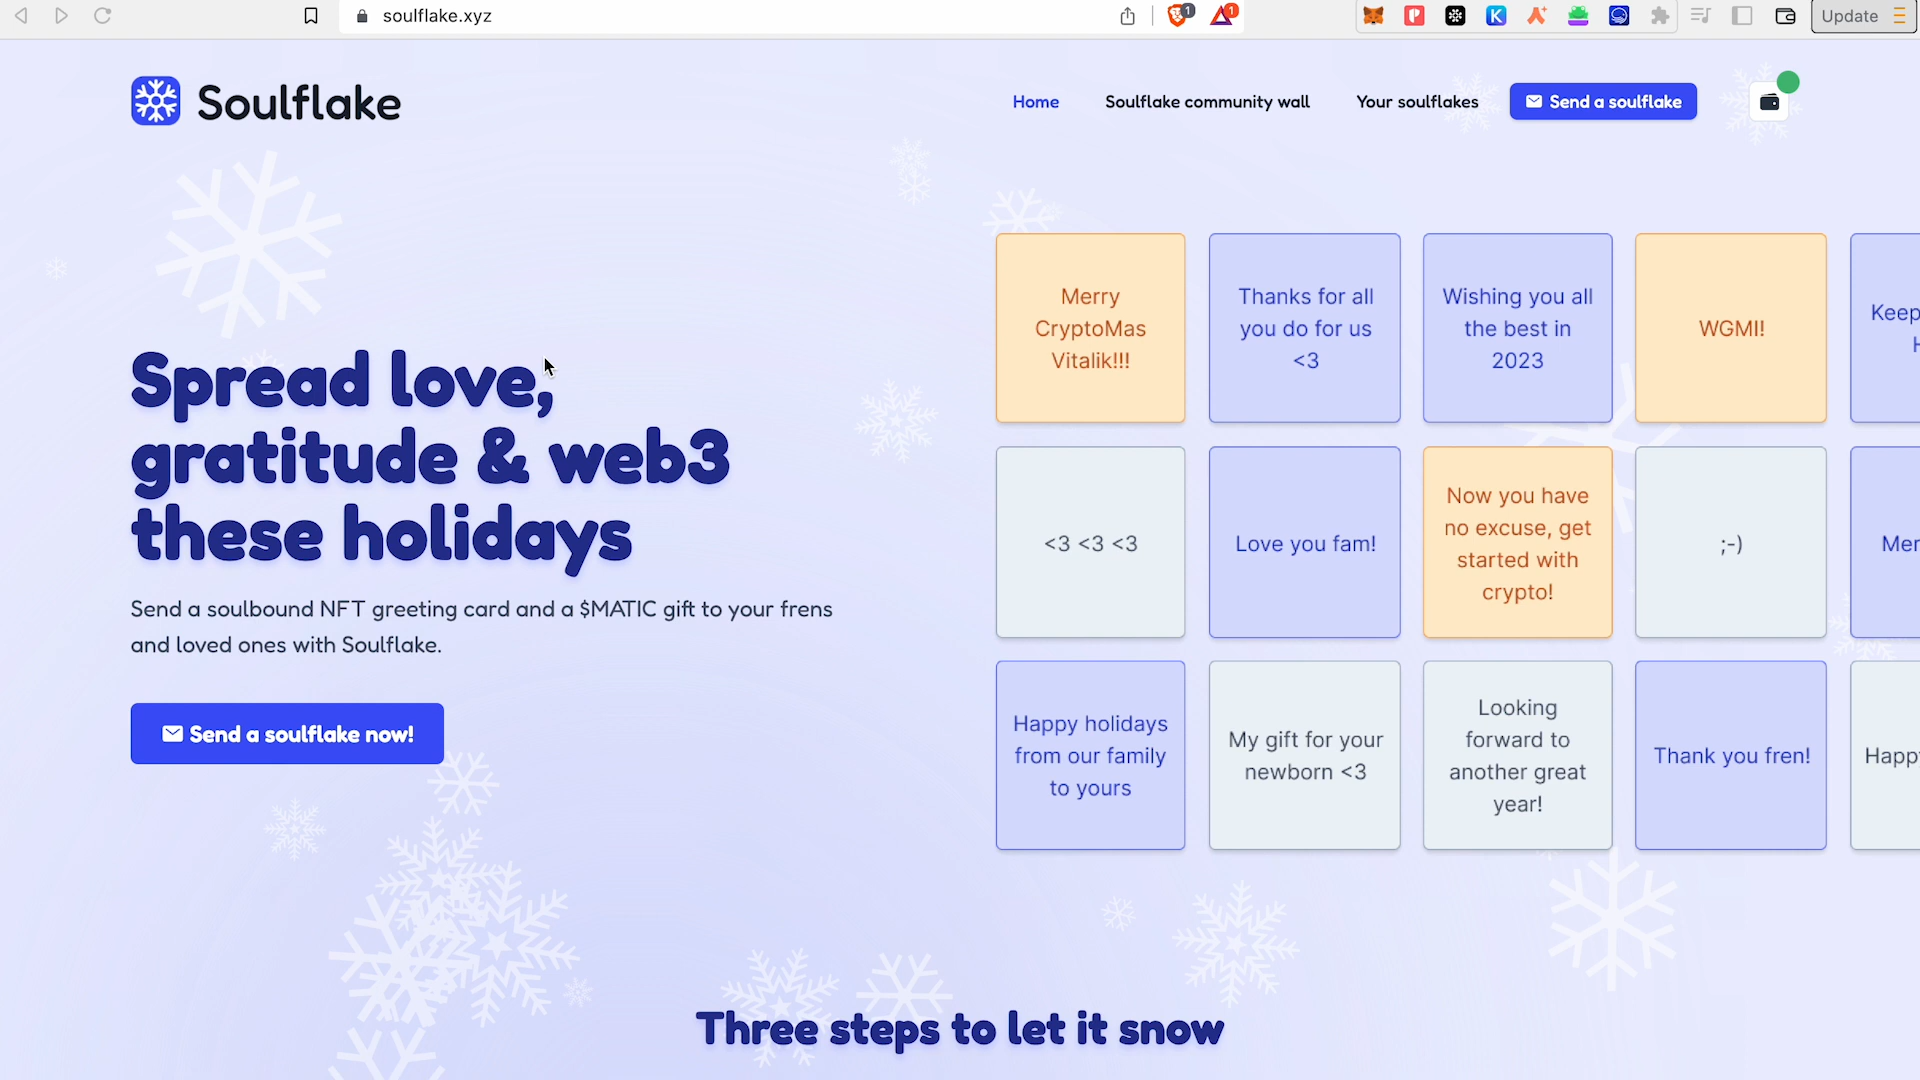 soulflake.xyz
1
1
Update
Soulflake
Home
Soulflake community wall
Your soulflakes
Send a soulflake
Spread love,
gratitude & web3
these holidays
Send a soulbound NFT greeting card and a $MATIC gift to your frens
and loved ones with Soulflake.
Send a soulflake now!
Merry
CryptoMas
Vitalik!!!
Thanks for all
you do for us
<3
Wishing you all
the best in
2023
WGMI!
Keep
<3 <3 <3
Love you fam!
Now you have
no excuse, get
started with
crypto!
;-)
Mer
Happy holidays
from our family
to yours
My gift for your
newborn <3
Looking
forward to
another great
year!
Thank you fren!
Happ
Three steps to let it snow